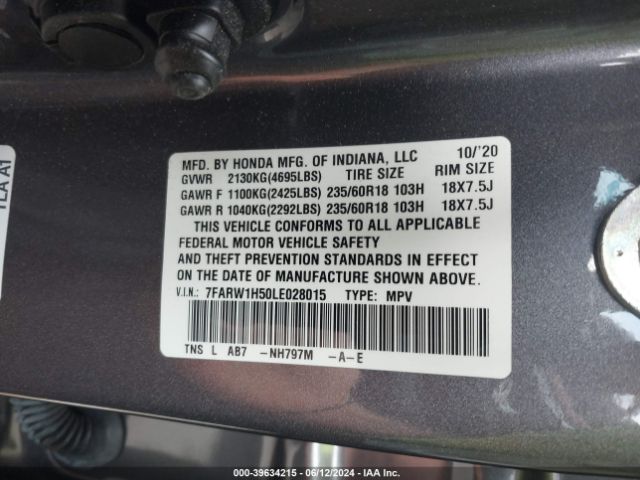 TLA A1
MFD. BY HONDA MFG. OF INDIANA, LLC 10/'20
GVWR 2130KG(4695LBS) TIRE SIZE RIM SIZE
GAWR F 1100KG(2425LBS) 235/60R18 103H 18X7.5J
GAWR R 1040KG(2292LBS) 235/60R18 103H 18X7.5J
THIS VEHICLE CONFORMS TO ALL APPLICABLE
FEDERAL MOTOR VEHICLE SAFETY
AND THEFT PREVENTION STANDARDS IN EFFECT
ON THE DATE OF MANUFACTURE SHOWN ABOVE.
V.I.N.: 7FARW1H50LE028015 TYPE: MPV
TNS L AB7 -NH797M -A-E
000-39634215 - 06/12/2024 - IAA Inc.